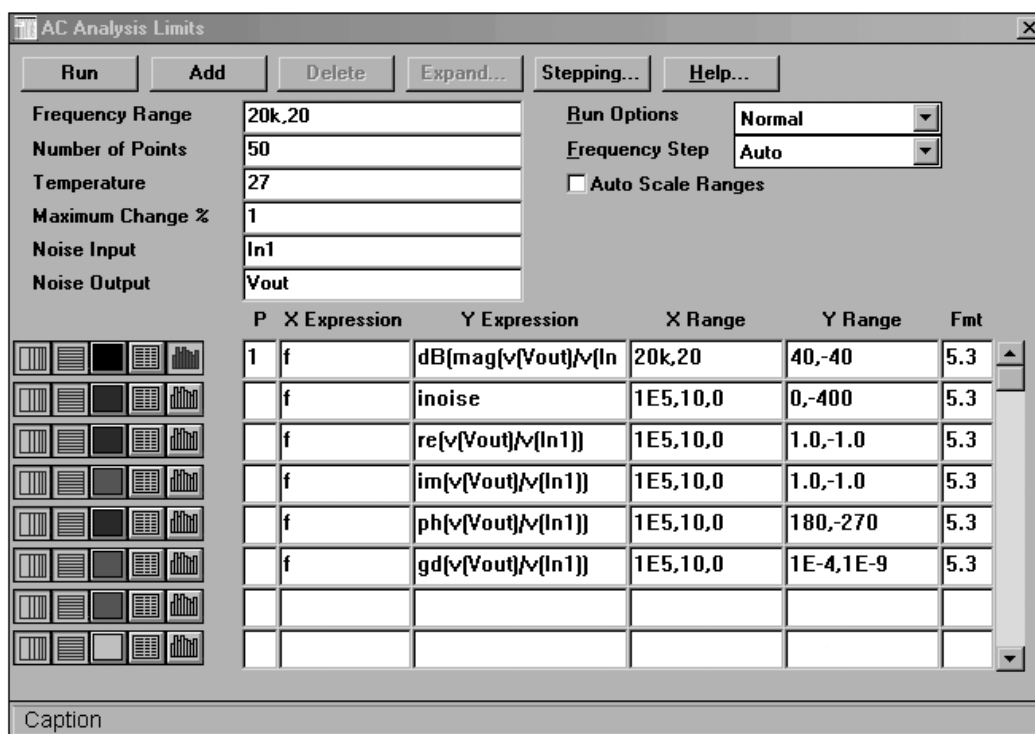 AC Analysis Limits
Run Add Delete Expand... Stepping... Help...
Frequency Range 20k,20 Run Options Normal
Number of Points 50 Frequency Step Auto
Temperature 27 Auto Scale Ranges
Maximum Change % 1
Noise Input In1
Noise Output Vout
P X Expression Y Expression X Range Y Range Fmt
1 f dB(mag(v(Vout)/v(In 20k,20 40,-40 5.3
f inoise 1E5,10,0 0,-400 5.3
f re(v(Vout)/v(In1)) 1E5,10,0 1.0,-1.0 5.3
f im(v(Vout)/v(In1)) 1E5,10,0 1.0,-1.0 5.3
f ph(v(Vout)/v(In1)) 1E5,10,0 180,-270 5.3
f gd(v(Vout)/v(In1)) 1E5,10,0 1E-4,1E-9 5.3
Caption